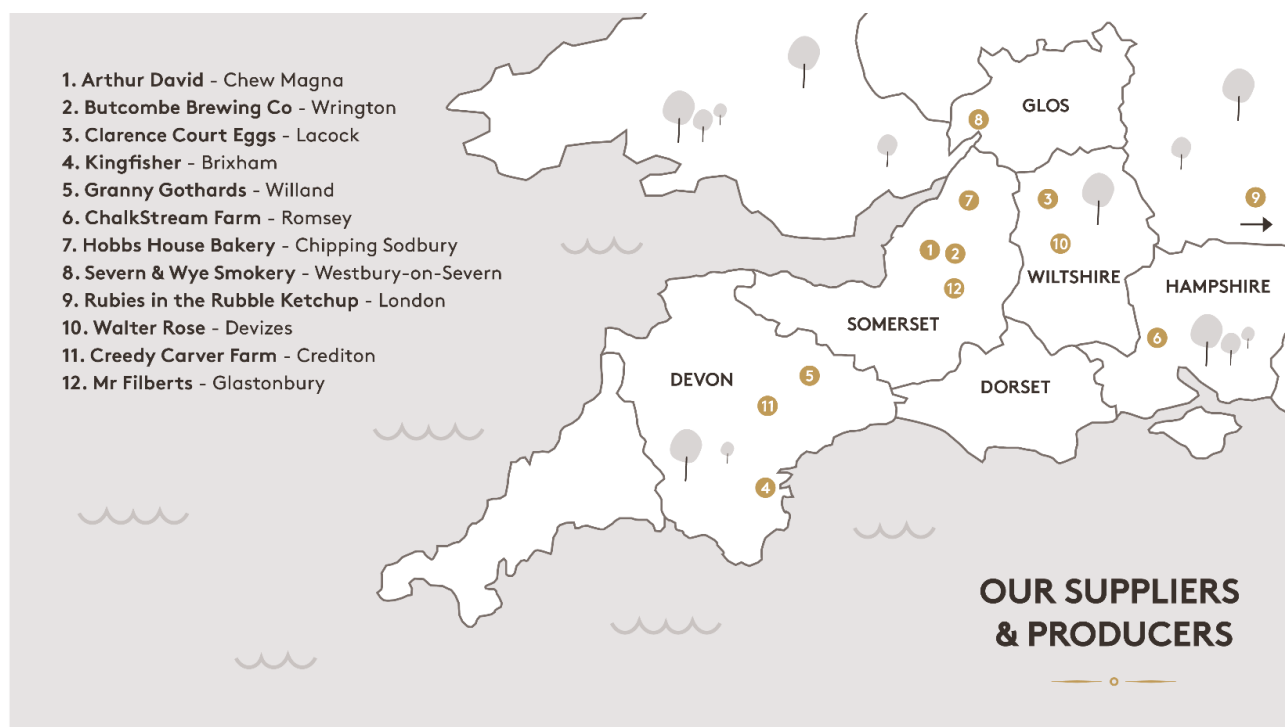 1. Arthur David - Chew Magna
2. Butcombe Brewing Co - Wrington
3. Clarence Court Eggs - Lacock
4. Kingfisher - Brixham
5. Granny Gothards - Willand
6. ChalkStream Farm - Romsey
7. Hobbs House Bakery - Chipping Sodbury
8. Severn & Wye Smokery - Westbury-on-Severn
9. Rubies in the Rubble Ketchup - London
10. Walter Rose - Devizes
11. Creedy Carver Farm - Crediton
12. Mr Filberts - Glastonbury
GLOS
8
7
3
9
1
2
10
12
WILTSHIRE
HAMPSHIRE
SOMERSET
6
DEVON
5
DORSET
11
4
OUR SUPPLIERS
& PRODUCERS